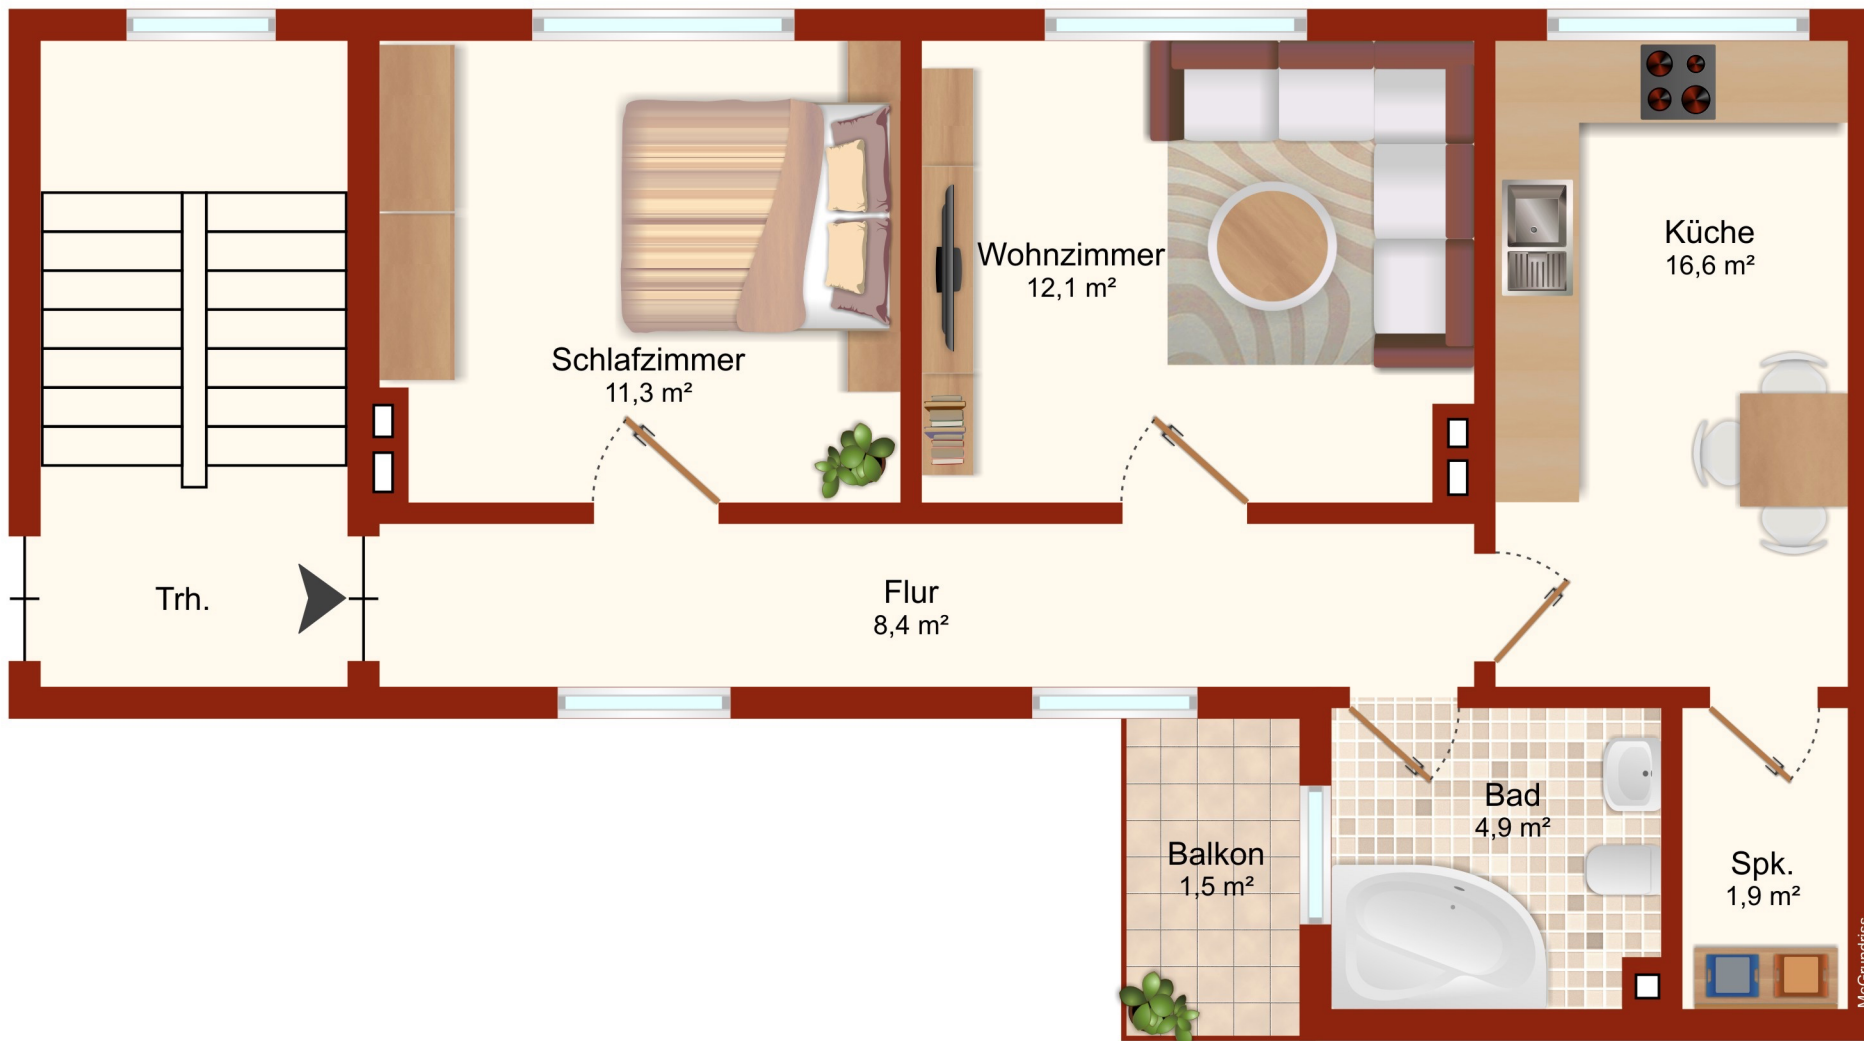 Schlafzimmer
11,3 m²
Wohnzimmer
12,1 m²
Küche
16,6 m²
Trh.
Flur
8,4 m²
Bad
4,9 m²
Balkon
1,5 m²
Spk.
1,9 m²
McGrundriss